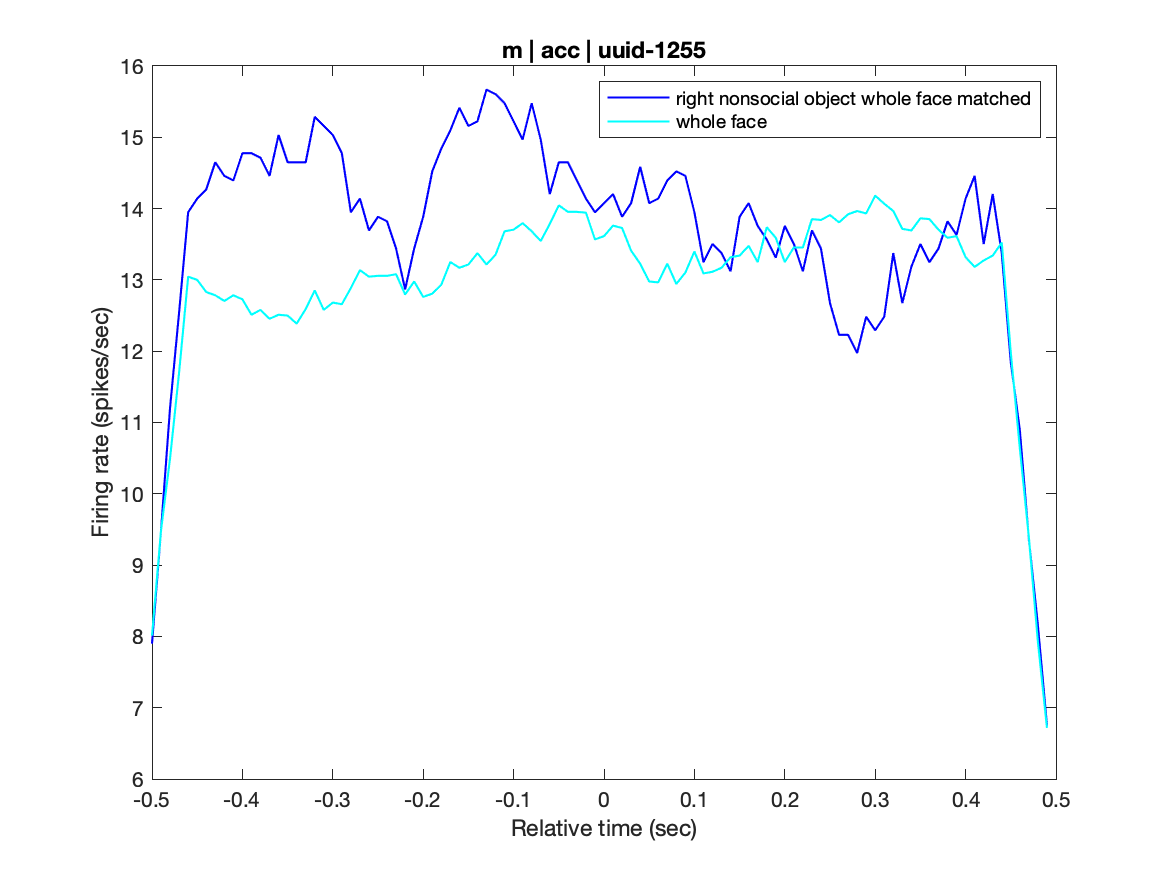 m | acc | uuid-1255
right nonsocial object whole face matched
whole face
Firing rate (spikes/sec)
16
15
14
13
12
11
10
9
8
7
6
-0.5 -0.4 -0.3 -0.2 -0.1 0 0.1 0.2 0.3 0.4 0.5
Relative time (sec)